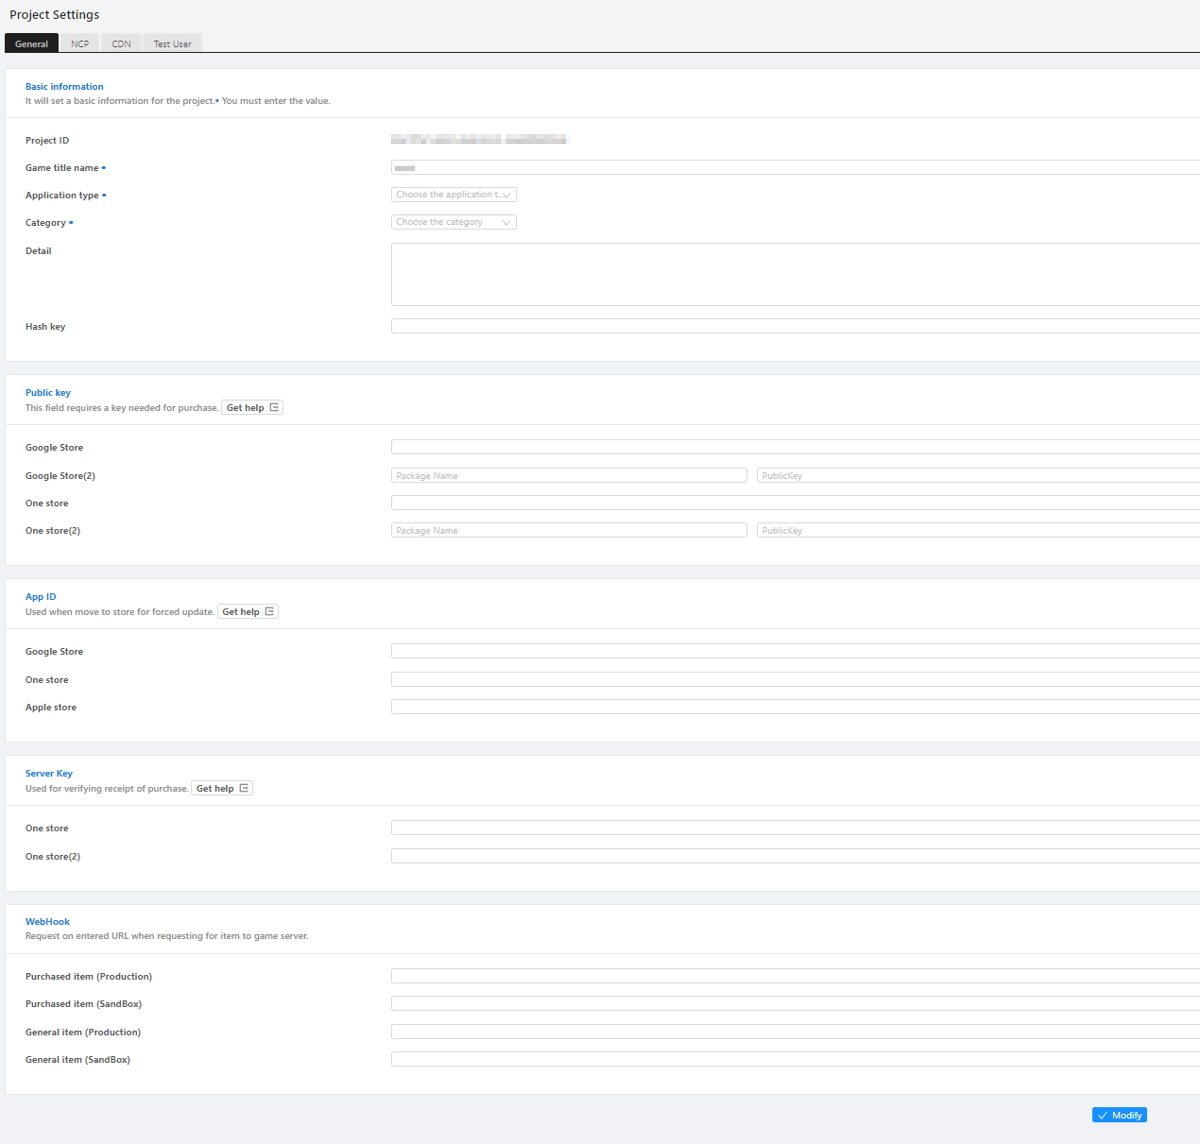 Project Settings
General NCP CDN Test User
Basic information
It will set a basic information for the project.• You must enter the value.
Project ID
Game title name •
Application type • Choose the application t...
Category • Choose the category
Detail
Hash key
Public key
This field requires a key needed for purchase. Get help
Google Store
Google Store(2) Package Name PublicKey
One store
One store(2) Package Name PublicKey
App ID
Used when move to store for forced update. Get help
Google Store
One store
Apple store
Server Key
Used for verifying receipt of purchase. Get help
One store
One store(2)
WebHook
Request on entered URL when requesting for item to game server.
Purchased item (Production)
Purchased item (SandBox)
General item (Production)
General item (SandBox)
Modify